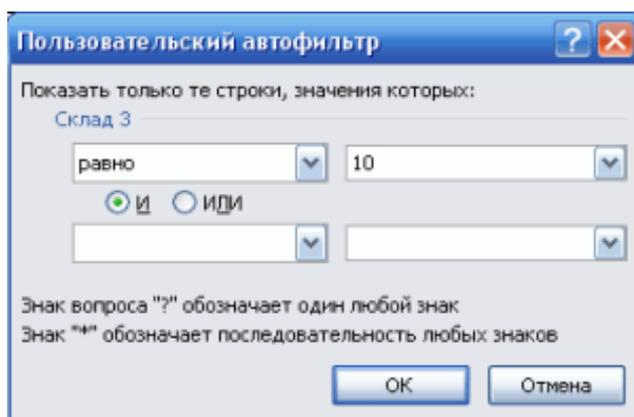 Пользовательский автофильтр
Показать только те строки, значения которых:
Склад 3
равно 10
И ИЛИ
Знак вопроса "?" обозначает один любой знак
Знак "*" обозначает последовательность любых знаков
ОК Отмена